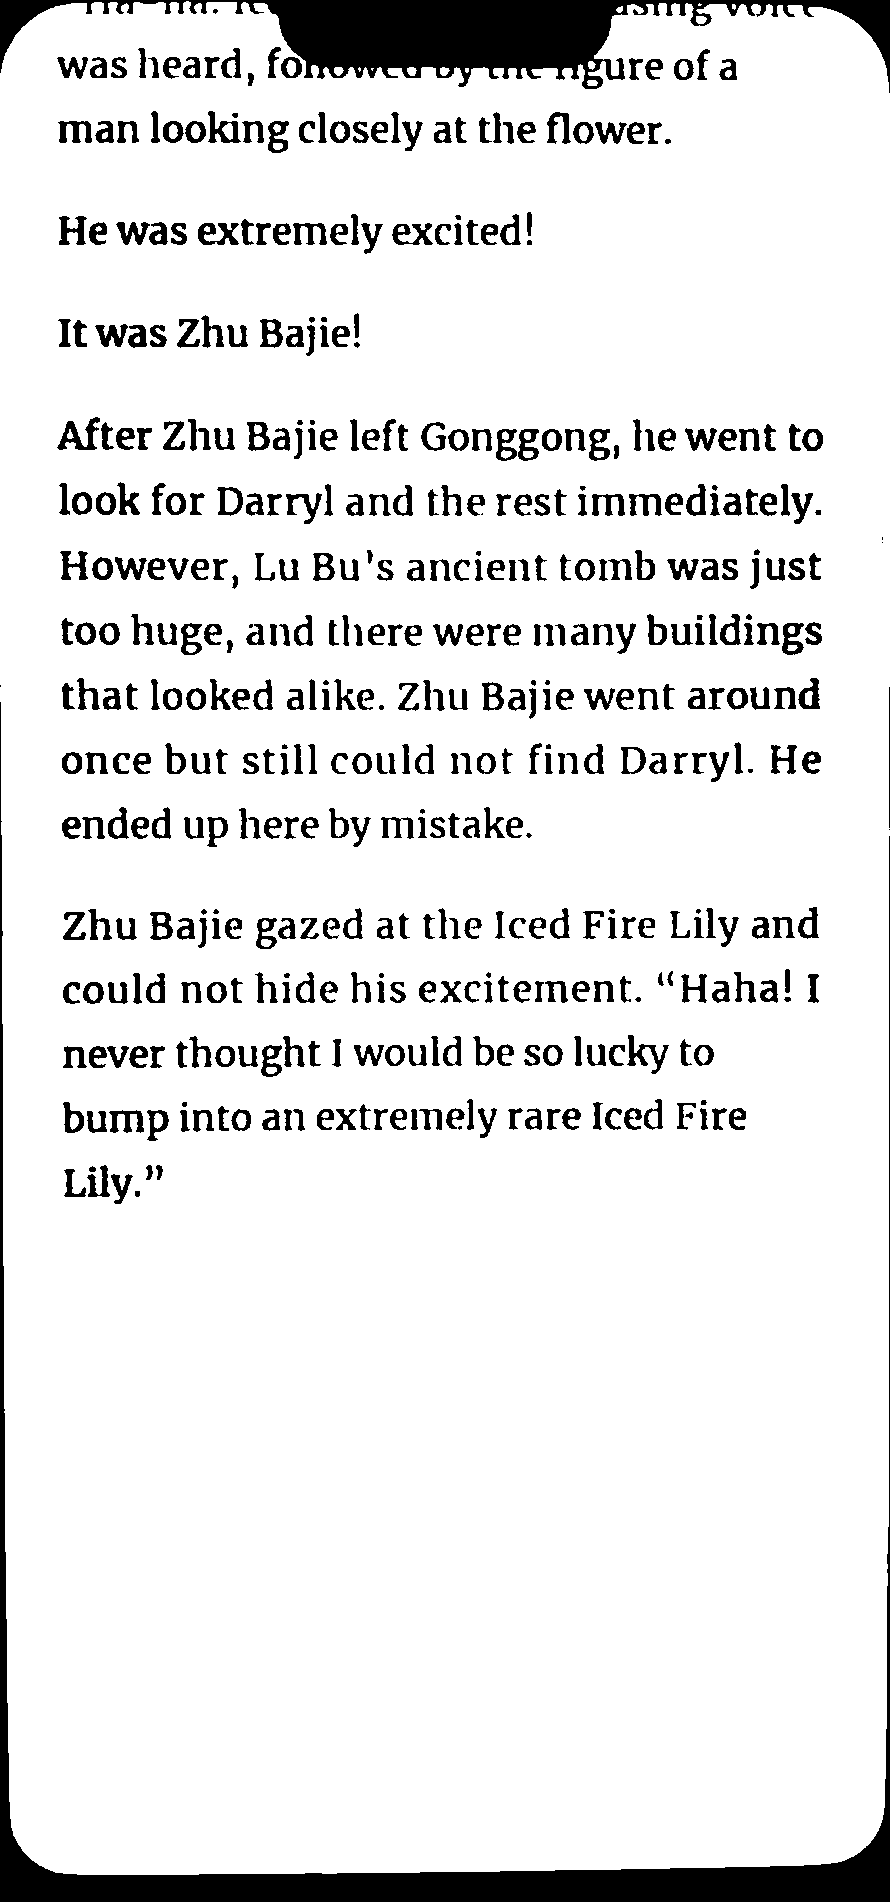 was heard, followed by the figure of a
man looking closely at the flower.
He was extremely excited!
It was Zhu Bajie!
After Zhu Bajie left Gonggong, he went to
look for Darryl and the rest immediately.
However, Lu Bu's ancient tomb was just
too huge, and there were many buildings
that looked alike. Zhu Bajie went around
once but still could not find Darryl. He
ended up here by mistake.
Zhu Bajie gazed at the Iced Fire Lily and
could not hide his excitement. “Haha! I
never thought I would be so lucky to
bump into an extremely rare Iced Fire
Lily.”